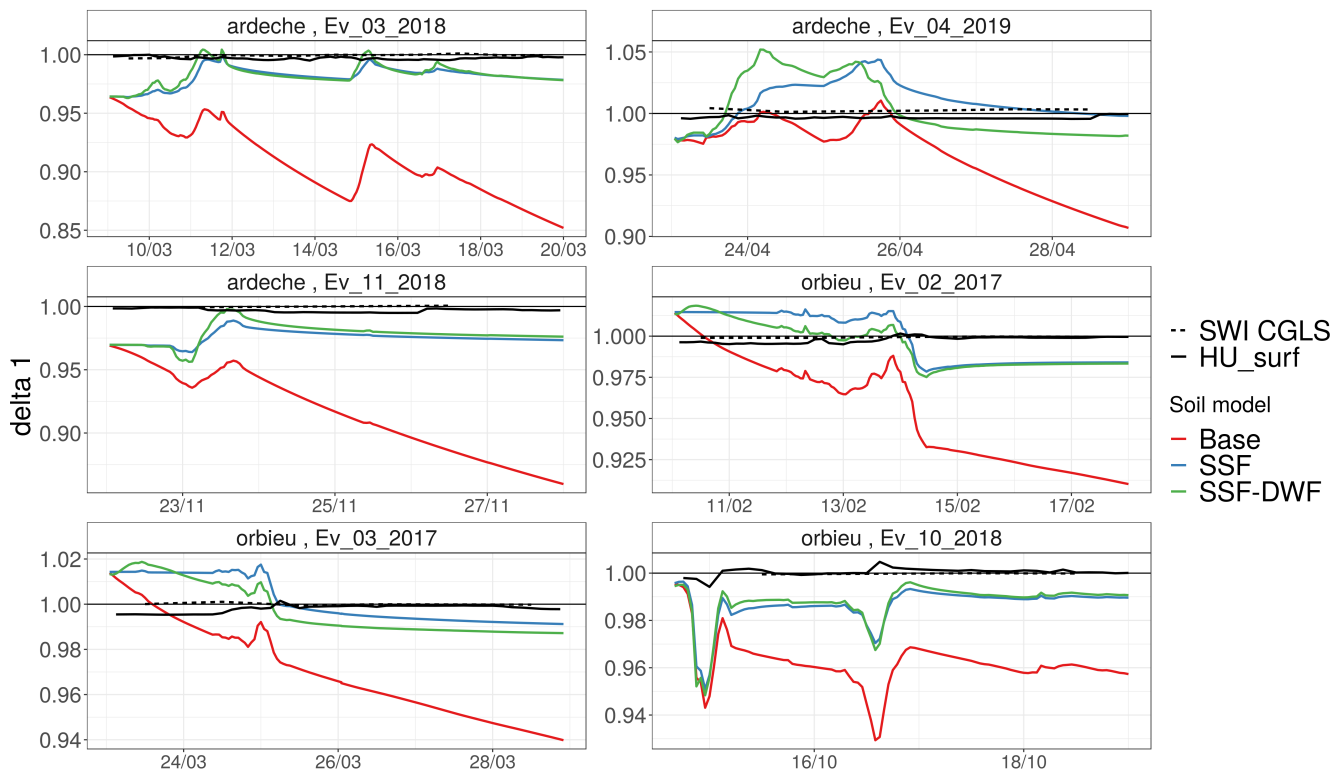 ardeche , Ev_03_2018
ardeche , Ev_04_2019
1.00
0.95
0.90
0.85
10/03 12/03 14/03 16/03 18/03 20/03
1.05
1.00
0.95
0.90
24/04 26/04 28/04
ardeche , Ev_11_2018
orbieu , Ev_02_2017
1.00
0.95
0.90
23/11 25/11 27/11
1.000
0.975
0.950
0.925
11/02 13/02 15/02 17/02
orbieu , Ev_03_2017
orbieu , Ev_10_2018
1.02
1.00
0.98
0.96
0.94
24/03 26/03 28/03
1.00
0.98
0.96
0.94
16/10 18/10
delta 1
SWI CGLS
HU_surf
Soil model
Base
SSF
SSF-DWF